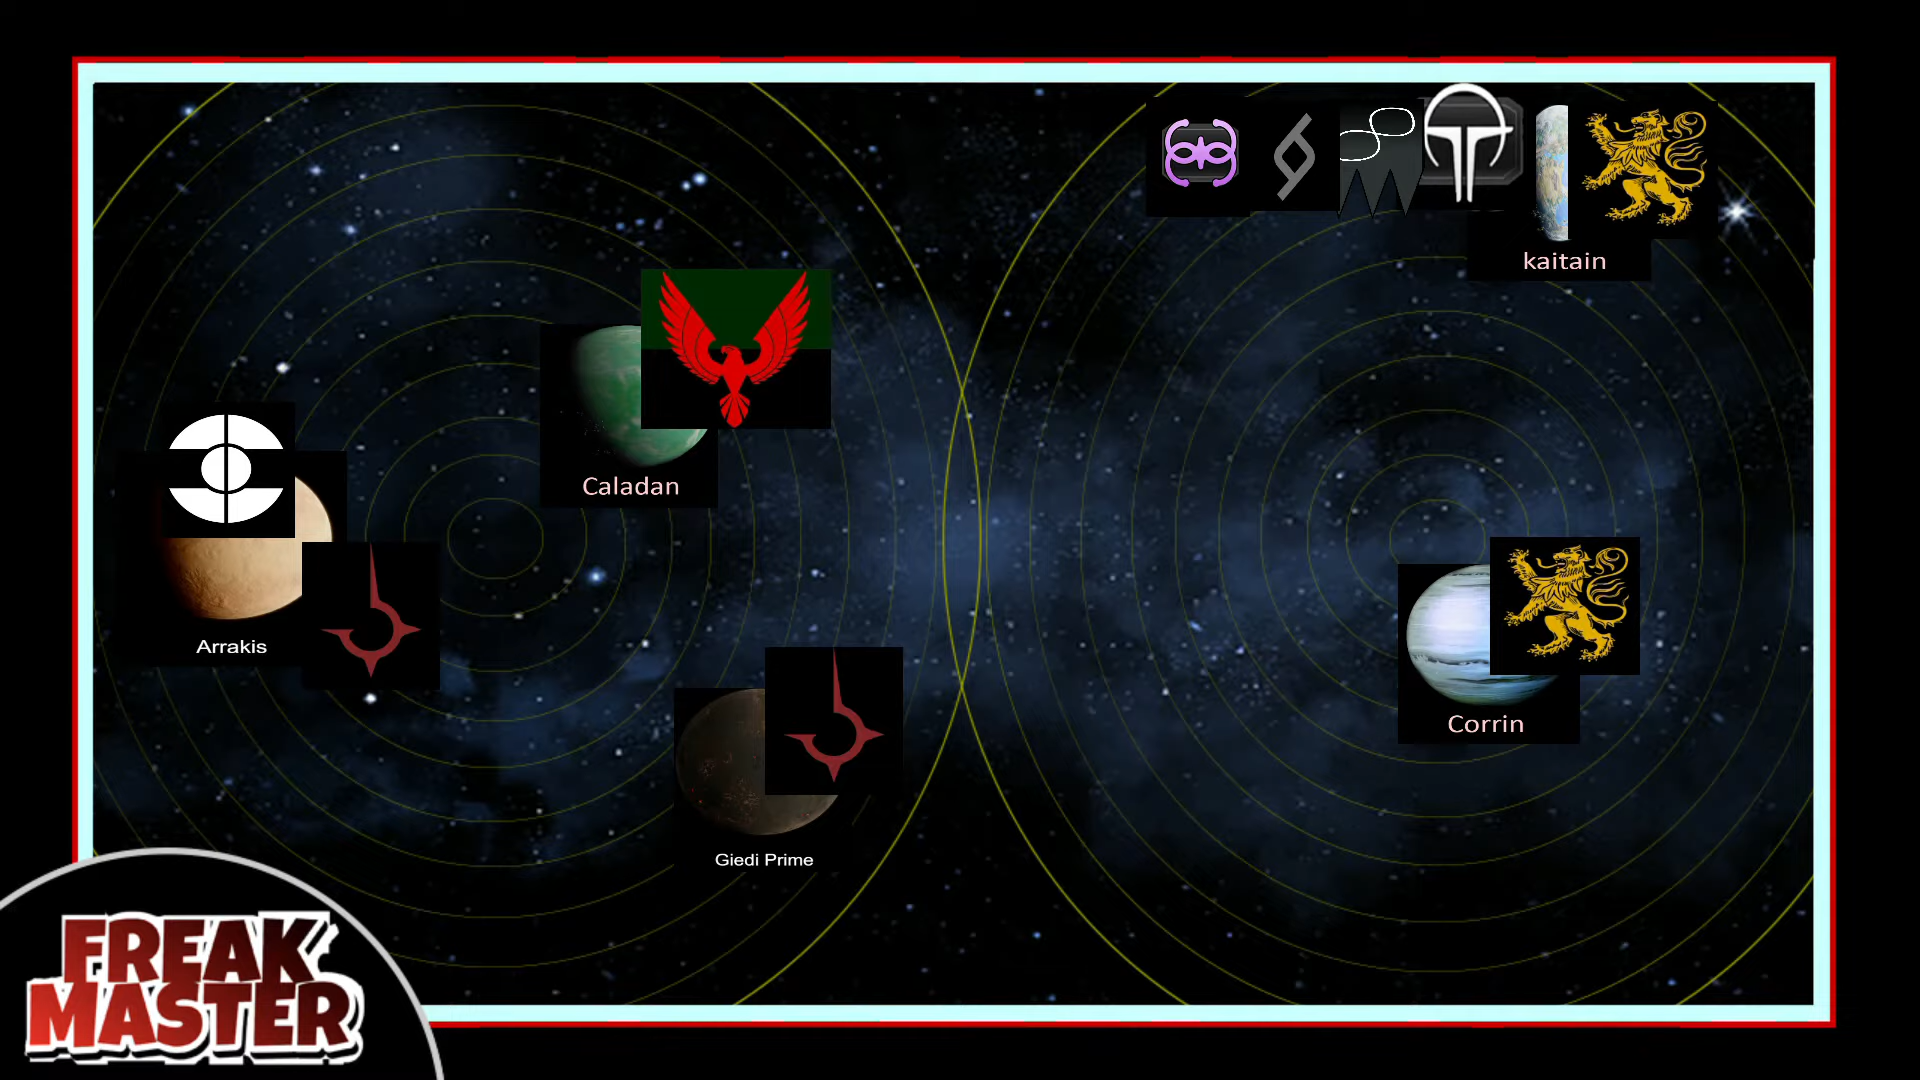 kaitain
Caladan
Arrakis
Corrin
Giedi Prime
FREAK
MASTER